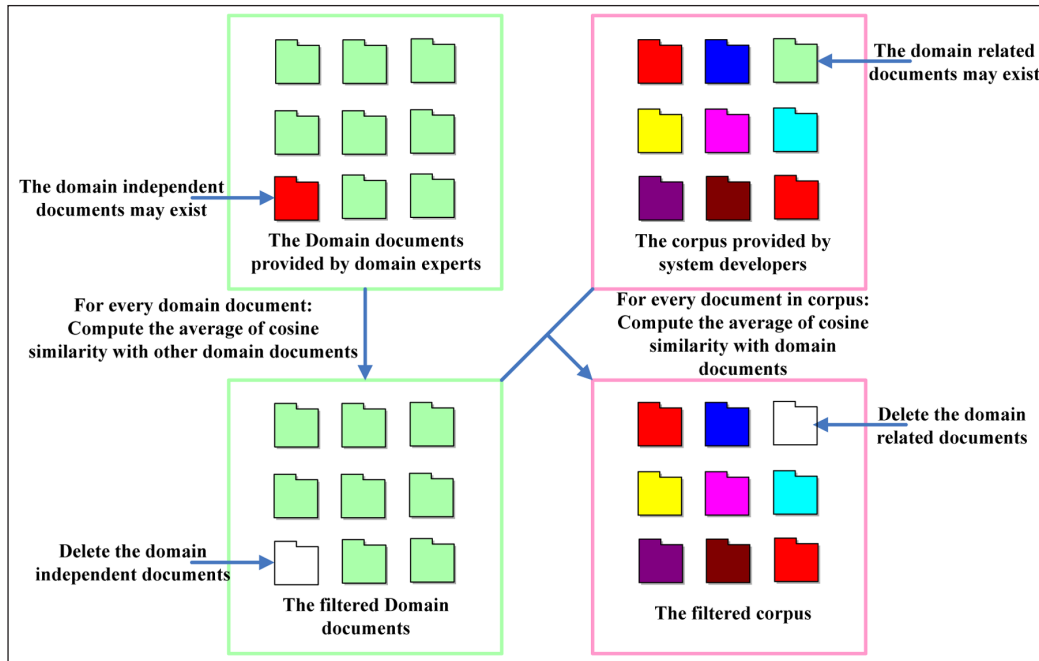 The domain related
documents may exist
The domain independent
documents may exist
The Domain documents
provided by domain experts
The corpus provided by
system developers
For every domain document:
Compute the average of cosine
similarity with other domain documents
For every document in corpus:
Compute the average of cosine
similarity with domain
documents
Delete the domain
related documents
Delete the domain
independent documents
The filtered Domain
documents
The filtered corpus